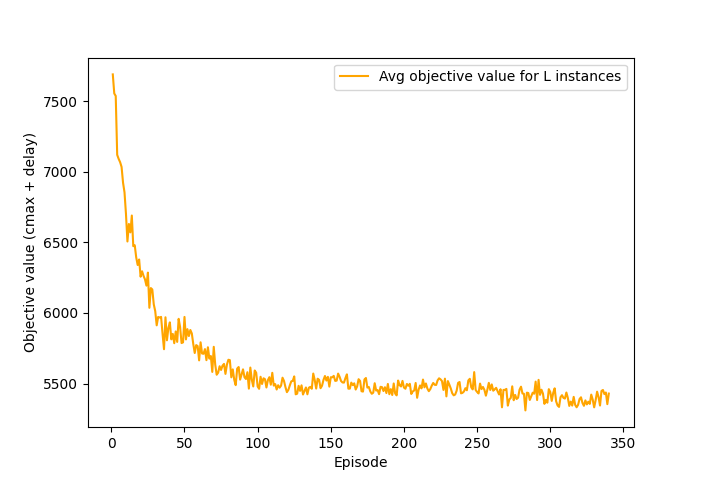 Avg objective value for L instances
Objective value (cmax + delay)
7500
7000
6500
6000
5500
0 50 100 150 200 250 300 350
Episode